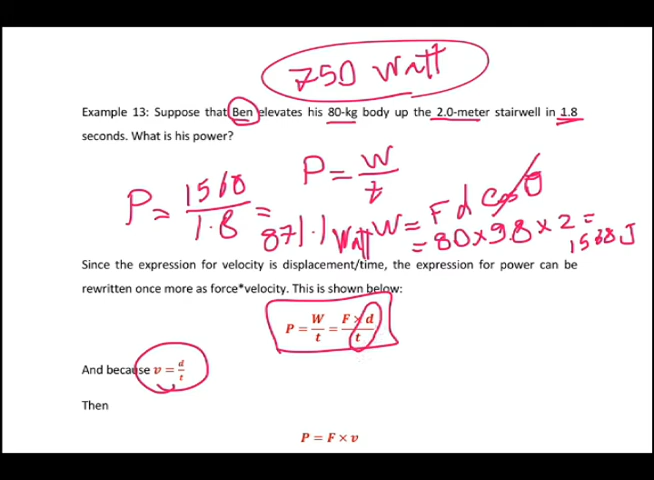 750 Watt
Example 13: Suppose that Ben elevates his 80-kg body up the 2.0-meter stairwell in 1.8
seconds. What is his power?
P = W/t
P = 1568/1.8 = 871.1 Watt
W = F d Cos θ
= 80 × 9.8 × 2 = 1568 J
Since the expression for velocity is displacement/time, the expression for power can be
rewritten once more as force*velocity. This is shown below:
P = W/t = F × d/t
And because v = d/t
Then
P = F × v